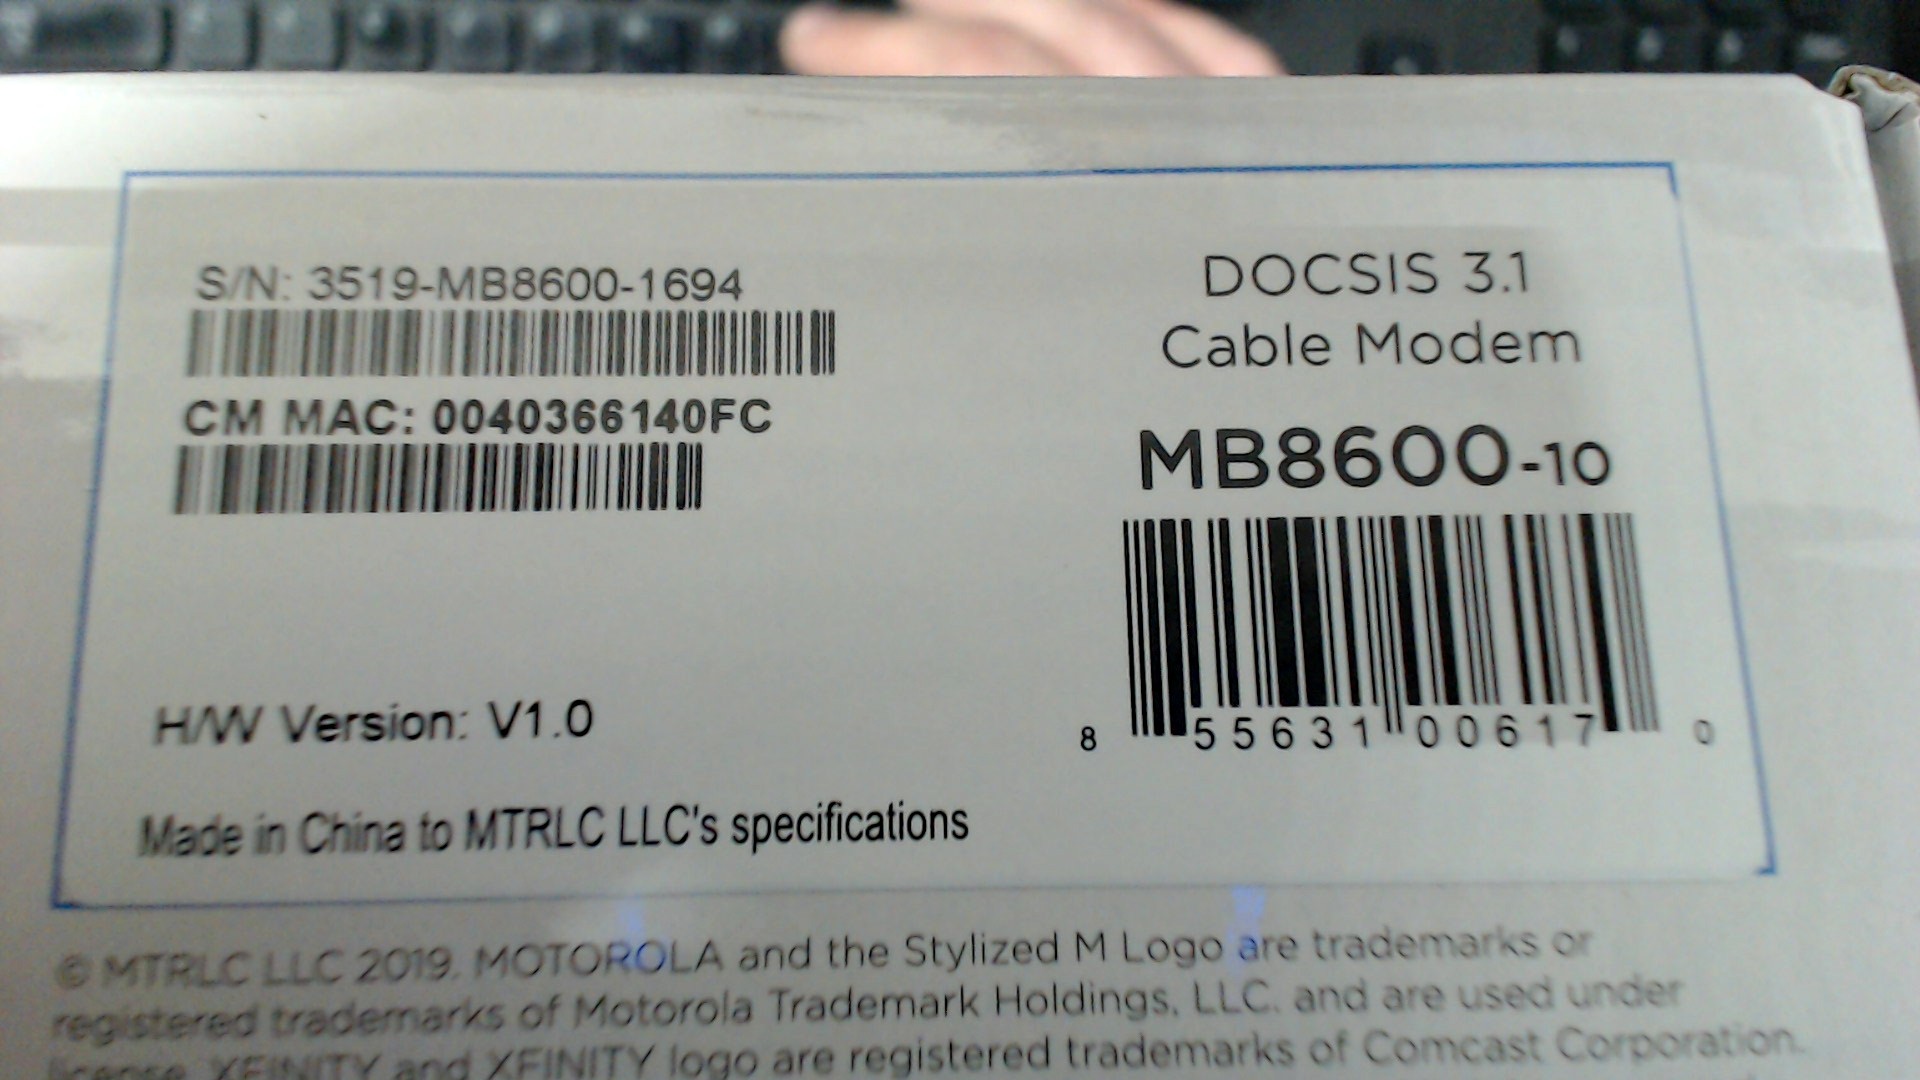 S/N: 3519-MB8600-1694
CM MAC: 0040366140FC
H/W Version: V1.0
Made in China to MTRLC LLC's specifications
DOCSIS 3.1
Cable Modem
MB8600-10
8 55631 00617 0
© MTRLC LLC 2019. MOTOROLA and the Stylized M Logo are trademarks or
registered trademarks of Motorola Trademark Holdings, LLC. and are used under
license. XFINITY and XFINITY logo are registered trademarks of Comcast Corporation.